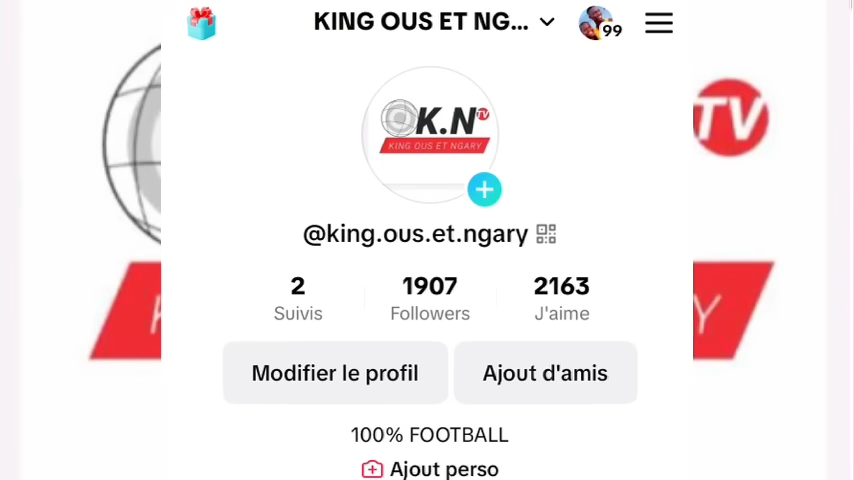 KING OUS ET NG...
99
K.N TV
KING OUS ET NGARY
TV
@king.ous.et.ngary
2 1907 2163
Suivis Followers J'aime
K
Y
Modifier le profil Ajout d'amis
100% FOOTBALL
Ajout perso